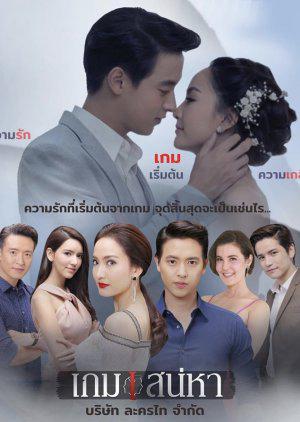 วามรัก
เกม
เริ่มต้น
ความเกล
ความรักที่เริ่มต้นจากเกม จุดสิ้นสุดจะเป็นเช่นไร...
เกมเสน่หา
บริษัท ละครไท จำกัด